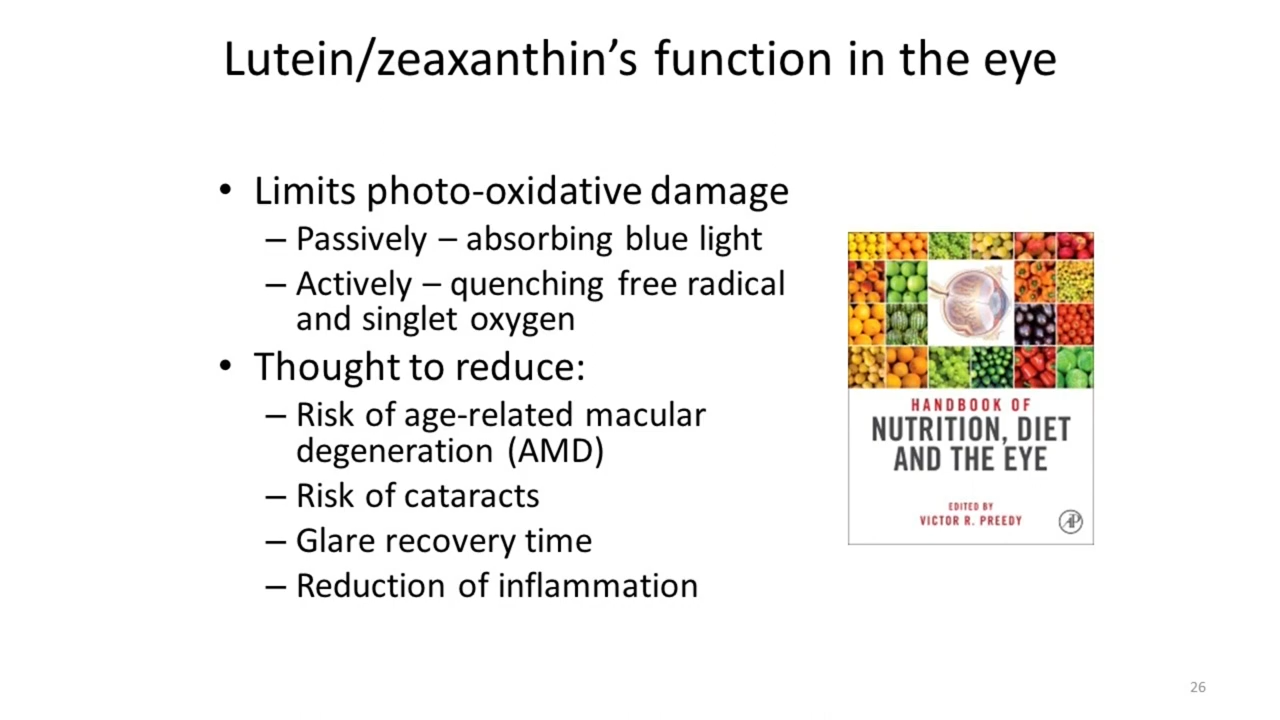 Lutein/zeaxanthin’s function in the eye
• Limits photo-oxidative damage
– Passively – absorbing blue light
– Actively – quenching free radical
and singlet oxygen
• Thought to reduce:
– Risk of age-related macular
degeneration (AMD)
– Risk of cataracts
– Glare recovery time
– Reduction of inflammation
HANDBOOK OF
NUTRITION, DIET
AND THE EYE
EDITED BY
VICTOR R. PREEDY
AP
26